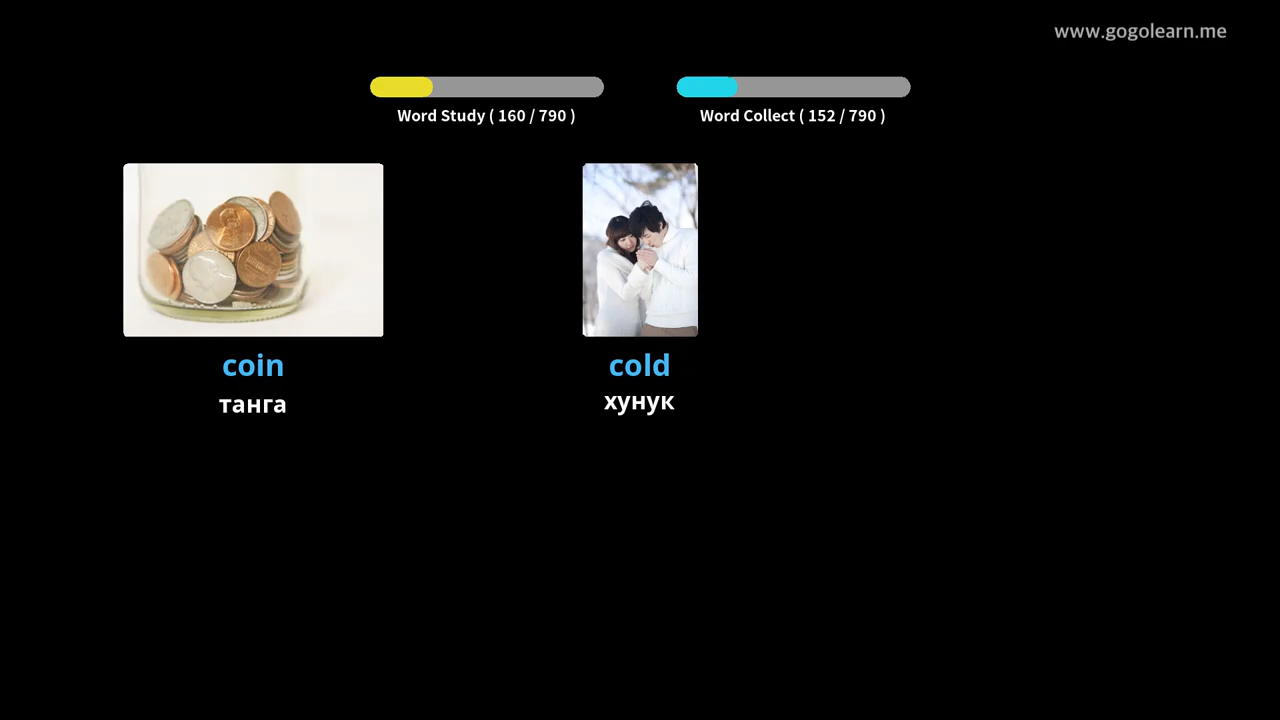 www.gogolearn.me
Word Study ( 160 / 790 )
Word Collect ( 152 / 790 )
coin
танга
cold
хунук